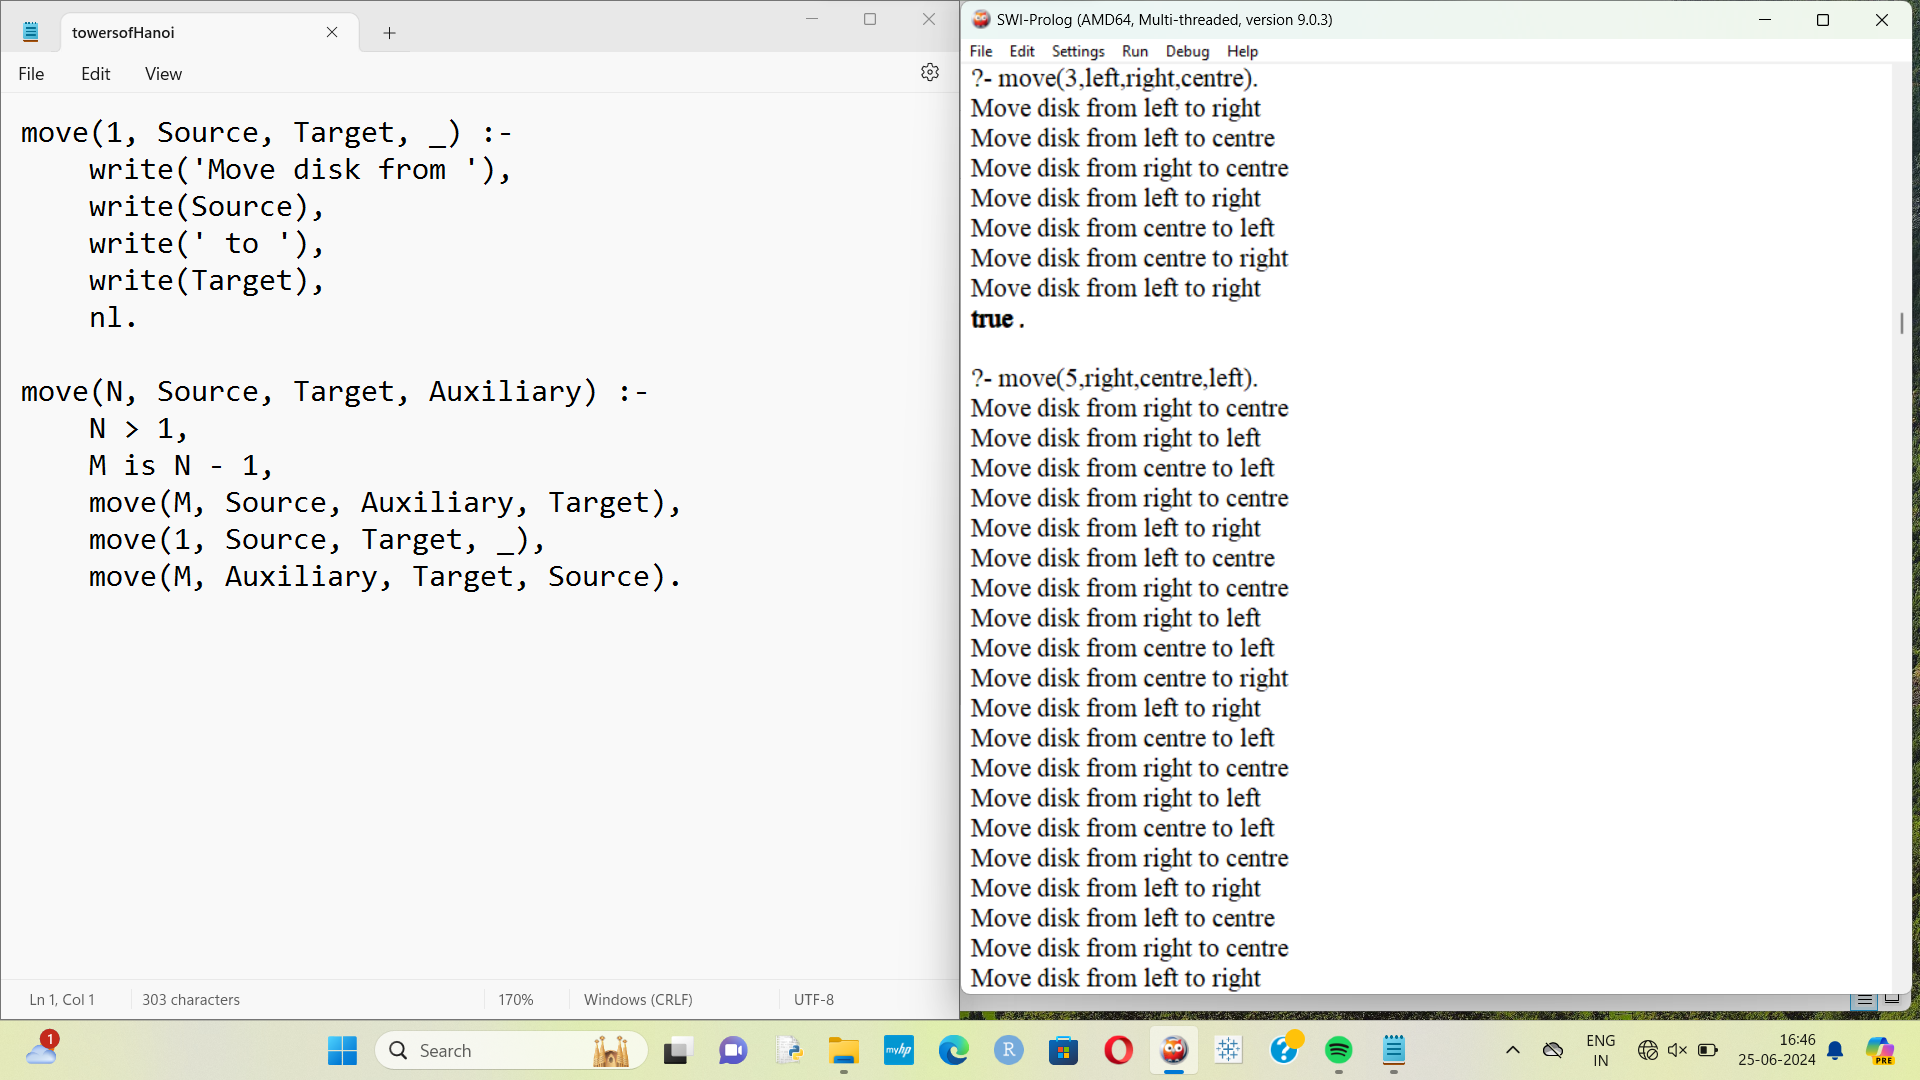 towersofHanoi
File Edit View
move(1, Source, Target, _) :-
    write('Move disk from '),
    write(Source),
    write(' to '),
    write(Target),
    nl.
move(N, Source, Target, Auxiliary) :-
    N > 1,
    M is N - 1,
    move(M, Source, Auxiliary, Target),
    move(1, Source, Target, _),
    move(M, Auxiliary, Target, Source).
Ln 1, Col 1 303 characters 170% Windows (CRLF) UTF-8
SWI-Prolog (AMD64, Multi-threaded, version 9.0.3)
File Edit Settings Run Debug Help
?- move(3,left,right,centre).
Move disk from left to right
Move disk from left to centre
Move disk from right to centre
Move disk from left to right
Move disk from centre to left
Move disk from centre to right
Move disk from left to right
true .
?- move(5,right,centre,left).
Move disk from right to centre
Move disk from right to left
Move disk from centre to left
Move disk from right to centre
Move disk from left to right
Move disk from left to centre
Move disk from right to centre
Move disk from right to left
Move disk from centre to left
Move disk from centre to right
Move disk from left to right
Move disk from centre to left
Move disk from right to centre
Move disk from right to left
Move disk from centre to left
Move disk from right to centre
Move disk from left to right
Move disk from left to centre
Move disk from right to centre
Move disk from left to right
1 Search myhp R ? ENG 16:46 PRE
IN 25-06-2024